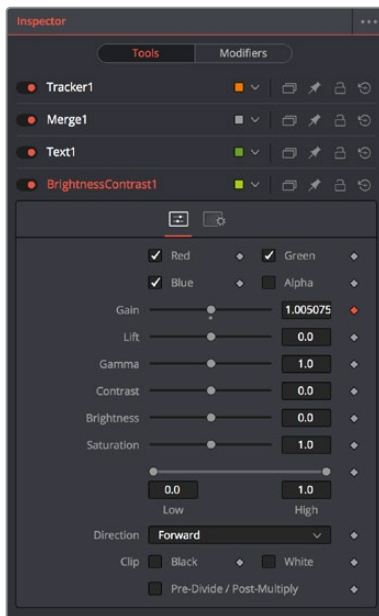 Inspector
Tools Modifiers
Tracker1
Merge1
Text1
BrightnessContrast1
Red Green
Blue Alpha
Gain 1.005075
Lift 0.0
Gamma 1.0
Contrast 0.0
Brightness 0.0
Saturation 1.0
0.0 1.0
Low High
Direction Forward
Clip Black White
Pre-Divide / Post-Multiply